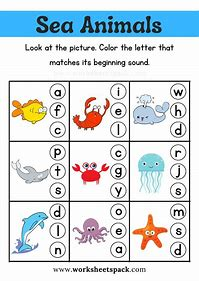 Sea Animals
Look at the picture. Color the letter that
matches its beginning sound.
a
f
c
i
e
l
w
h
d
p
t
s
g
r
c
r
j
s
d
l
n
o
e
a
s
d
www.worksheetspack.com